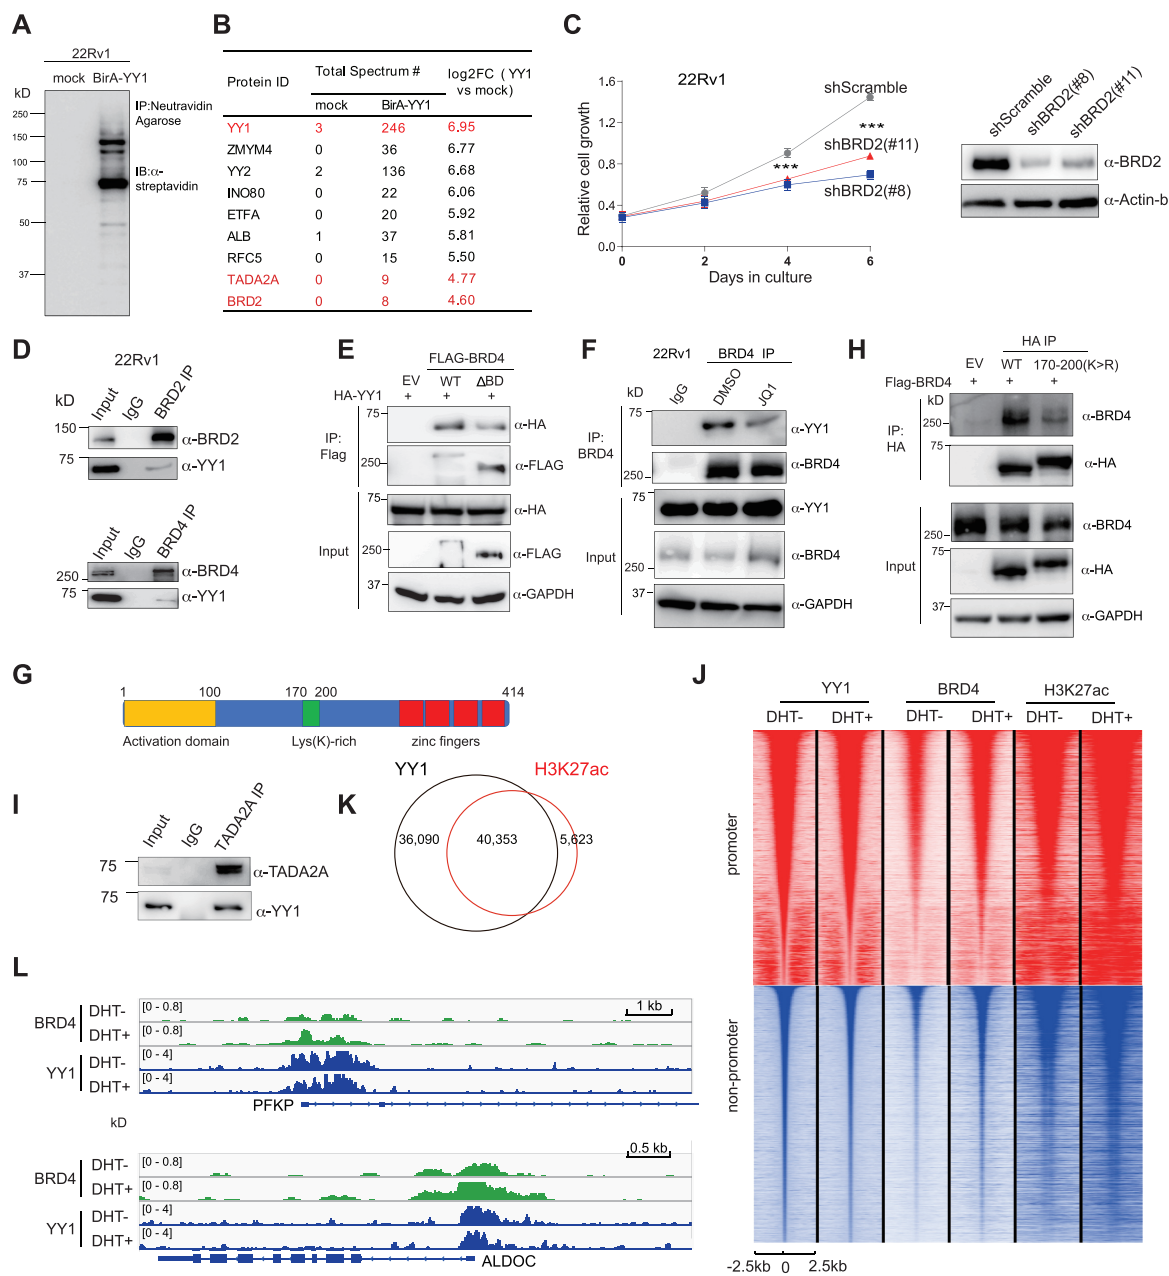 A
22Rv1
mock BirA-YY1
kD
250
150
100
75
50
37
IP:Neutravidin
Agarose
IB:α-
streptavidin
B
Protein ID Total Spectrum # log2FC ( YY1
vs mock)
mock BirA-YY1
YY1 3 246 6.95
ZMYM4 0 36 6.77
YY2 2 136 6.68
INO80 0 22 6.06
ETFA 0 20 5.92
ALB 1 37 5.81
RFC5 0 15 5.50
TADA2A 0 9 4.77
BRD2 0 8 4.60
C
22Rv1
Relative cell growth
1.6
1.2
0.8
0.4
0.0
0 2 4 6
Days in culture
shScramble
***
shBRD2(#11)
***
shBRD2(#8)
shScramble
shBRD2(#8)
shBRD2(#11)
α-BRD2
α-Actin-b
D
22Rv1
kD
Input
IgG
BRD2 IP
150
α-BRD2
75
α-YY1
Input
IgG
BRD4 IP
250
α-BRD4
75
α-YY1
E
FLAG-BRD4
EV WT ΔBD
HA-YY1 + + +
IP:
Flag
75
α-HA
250
α-FLAG
75
α-HA
Input
250
α-FLAG
37
α-GAPDH
F
22Rv1 BRD4 IP
IgG
DMSO
JQ1
kD
75
IP:
BRD4
α-YY1
250
α-BRD4
75
α-YY1
Input
250
α-BRD4
37
α-GAPDH
H
HA IP
EV WT 170-200(K>R)
Flag-BRD4 + + +
kD
IP:
HA
250
α-BRD4
75
α-HA
250
α-BRD4
Input
75
α-HA
37
α-GAPDH
G
1 100 170 200 414
Activation domain Lys(K)-rich zinc fingers
I
Input
IgG
TADA2A IP
75
α-TADA2A
75
α-YY1
K
YY1 H3K27ac
36,090 40,353 5,623
J
YY1 BRD4 H3K27ac
DHT- DHT+ DHT- DHT+ DHT- DHT+
promoter
non-promoter
-2.5kb 0 2.5kb
L
BRD4
DHT- [0 - 0.8]
1 kb
DHT+ [0 - 0.8]
YY1
DHT- [0 - 4]
DHT+ [0 - 4]
PFKP
kD
BRD4
DHT- [0 - 0.8]
0.5 kb
DHT+ [0 - 0.8]
YY1
DHT- [0 - 4]
DHT+ [0 - 4]
ALDOC